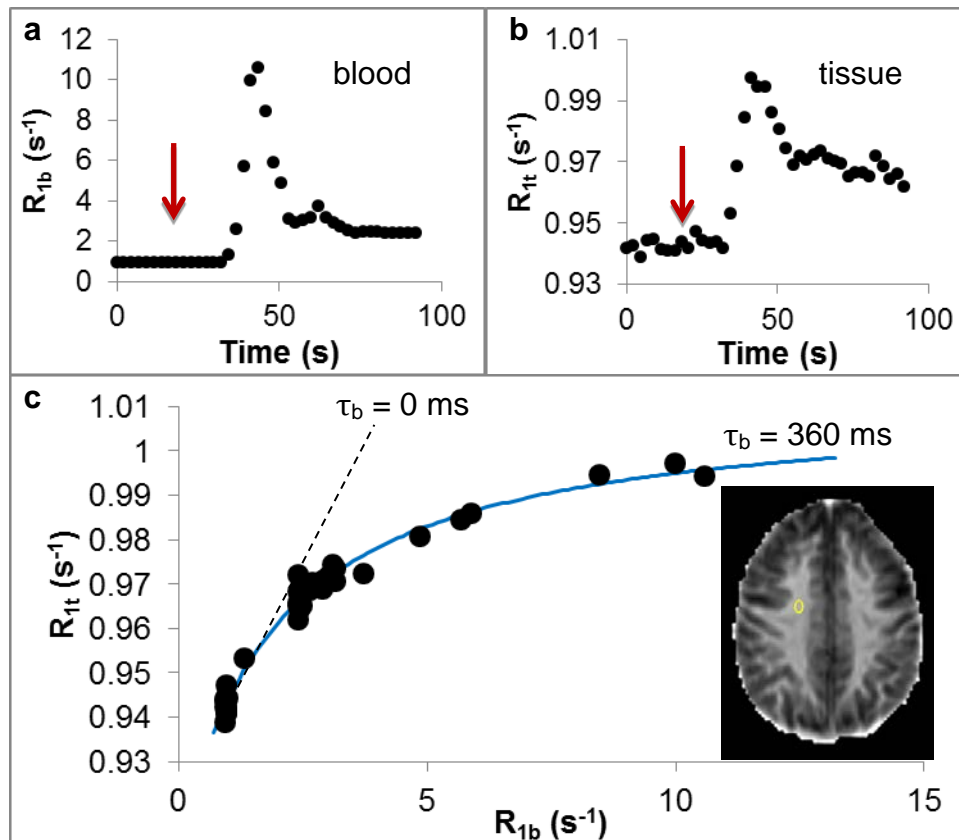 a
blood
R1b (s-1)
12
10
8
6
4
2
0
0
50
100
Time (s)
b
tissue
R1t (s-1)
1.01
0.99
0.97
0.95
0.93
0
50
100
Time (s)
c
τb = 0 ms
τb = 360 ms
R1t (s-1)
1.01
1
0.99
0.98
0.97
0.96
0.95
0.94
0.93
0
5
10
15
R1b (s-1)